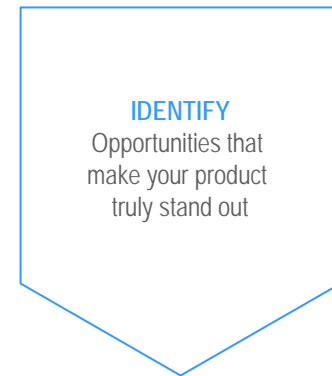 IDENTIFY
Opportunities that
make your product
truly stand out